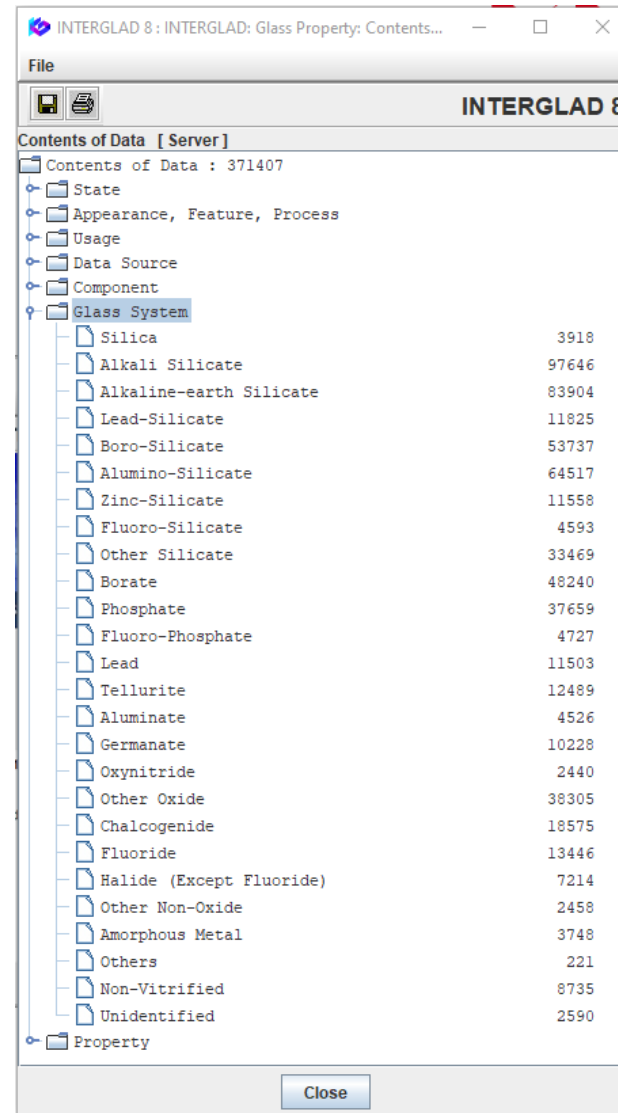 INTERGLAD 8 : INTERGLAD: Glass Property: Contents...
File
INTERGLAD 8
Contents of Data [ Server ]
Contents of Data : 371407
State
Appearance, Feature, Process
Usage
Data Source
Component
Glass System
Silica 3918
Alkali Silicate 97646
Alkaline-earth Silicate 83904
Lead-Silicate 11825
Boro-Silicate 53737
Alumino-Silicate 64517
Zinc-Silicate 11558
Fluoro-Silicate 4593
Other Silicate 33469
Borate 48240
Phosphate 37659
Fluoro-Phosphate 4727
Lead 11503
Tellurite 12489
Aluminate 4526
Germanate 10228
Oxynitride 2440
Other Oxide 38305
Chalcogenide 18575
Fluoride 13446
Halide (Except Fluoride) 7214
Other Non-Oxide 2458
Amorphous Metal 3748
Others 221
Non-Vitrified 8735
Unidentified 2590
Property
Close